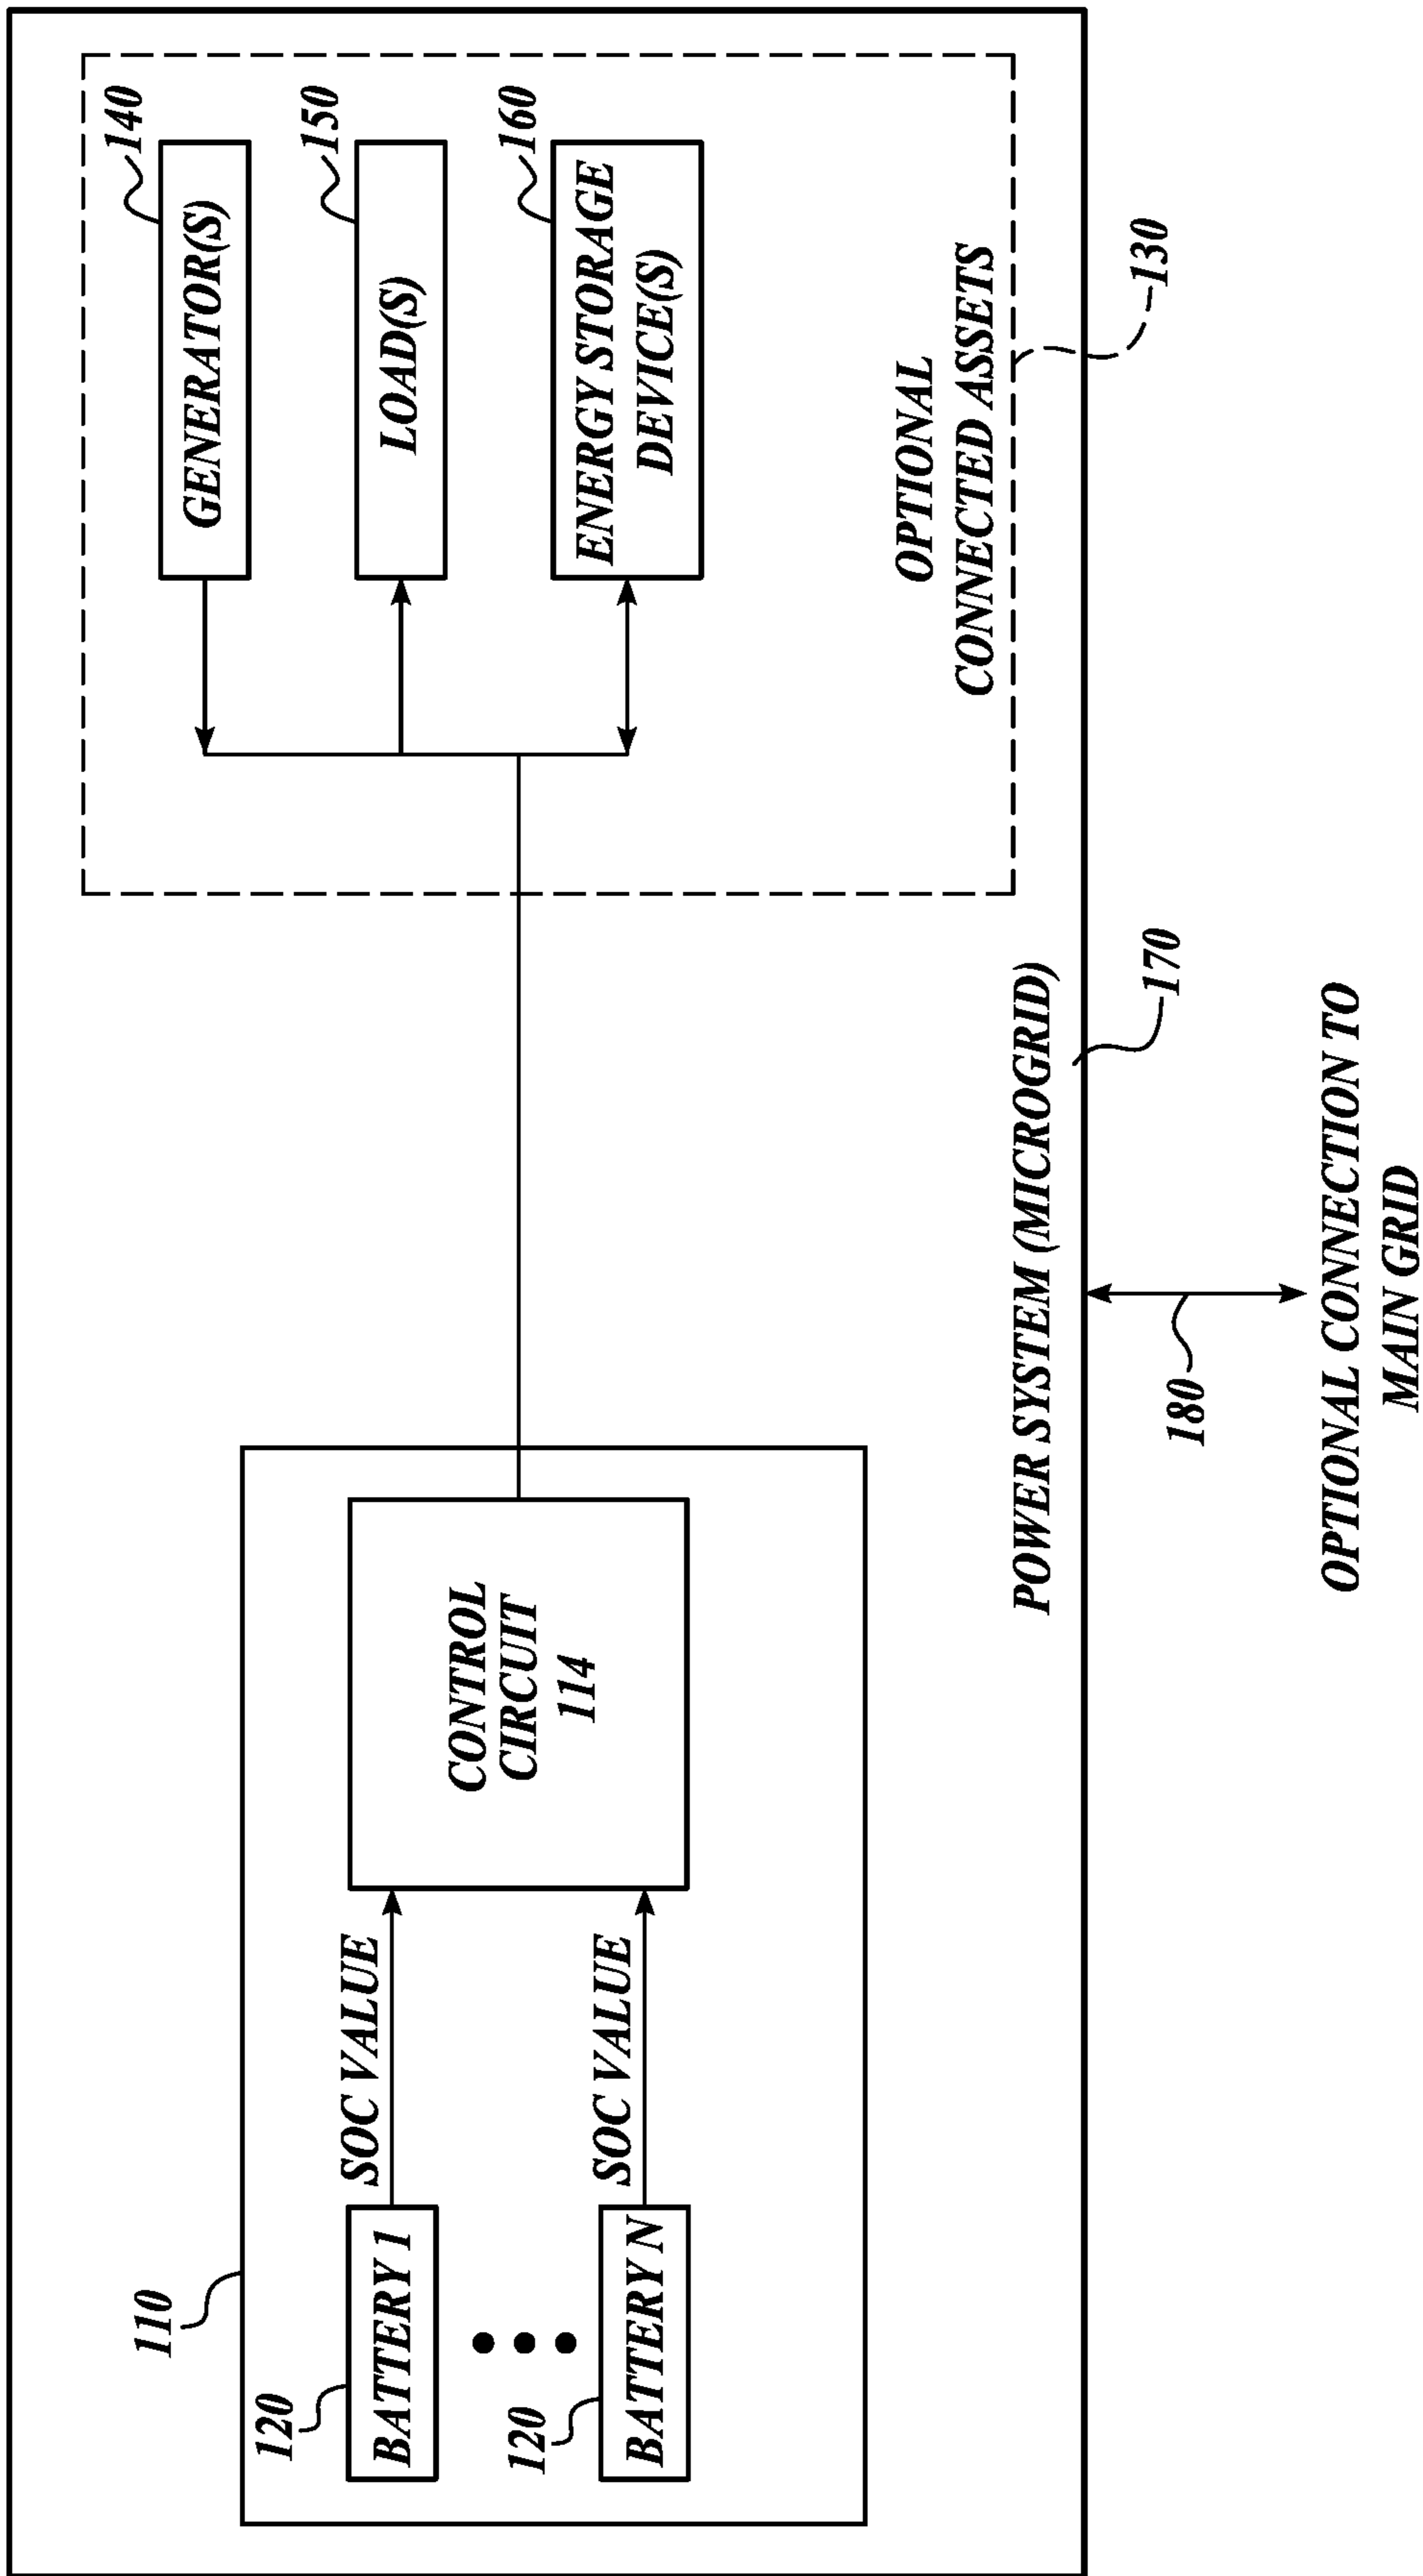 110
120
BATTERY 1
SOC VALUE
120
BATTERY N
SOC VALUE
CONTROL
CIRCUIT
114
140
GENERATOR(S)
150
LOAD(S)
160
ENERGY STORAGE
DEVICE(S)
OPTIONAL
CONNECTED ASSETS
130
POWER SYSTEM (MICROGRID)
170
180
OPTIONAL CONNECTION TO
MAIN GRID